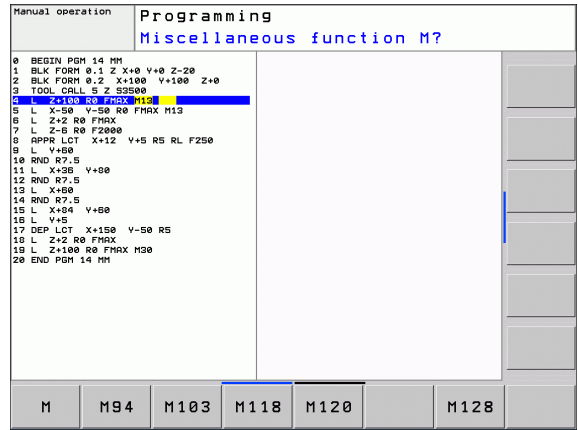 Manual operation
Programming
Miscellaneous function M?
0 BEGIN PGM 14 MM
1 BLK FORM 0.1 Z X+0 Y+0 Z-20
2 BLK FORM 0.2 X+100 Y+100 Z+0
3 TOOL CALL 5 Z S3500
4 L Z+100 R0 FMAX M13
5 L X-50 Y-50 R0 FMAX M13
6 L Z+2 R0 FMAX
7 L Z-6 R0 F2000
8 APPR LCT X+12 Y+5 R5 RL F250
9 L Y+60
10 RND R7.5
11 L X+36 Y+80
12 RND R7.5
13 L X+60
14 RND R7.5
15 L X+84 Y+60
16 L Y+5
17 DEP LCT X+150 Y-50 R5
18 L Z+2 R0 FMAX
19 L Z+100 R0 FMAX M30
20 END PGM 14 MM
M M94 M103 M118 M120 M128